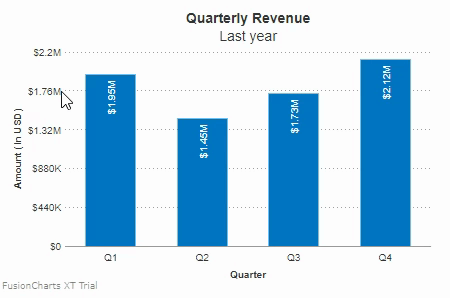 Quarterly Revenue
Last year
$2.2M
$1.76M
$1.32M
$880K
$440K
$0
Amount ( In USD )
$1.95M
$1.45M
$1.73M
$2.12M
Q1
Q2
Q3
Q4
Quarter
FusionCharts XT Trial